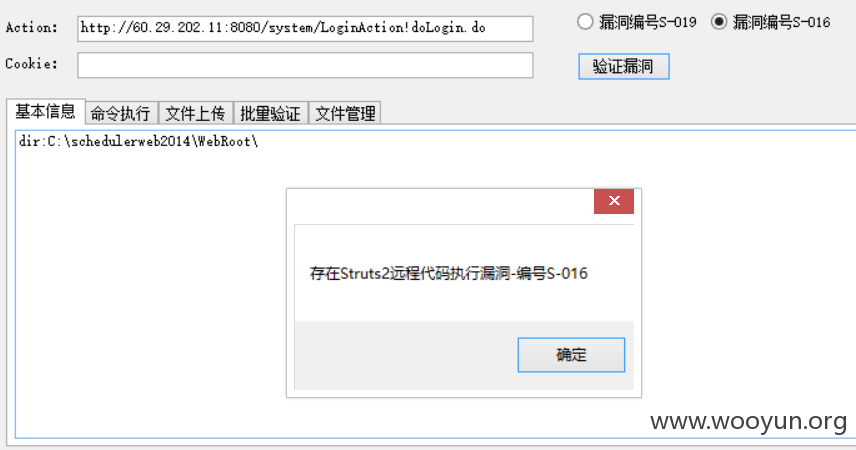 Action: http://60.29.202.11:8080/system/LoginAction!doLogin.do 漏洞编号S-019 漏洞编号S-016
Cookie: 验证漏洞
基本信息 命令执行 文件上传 批量验证 文件管理
dir:C:\schedulerweb2014\WebRoot\
存在Struts2远程代码执行漏洞-编号S-016
确定
www.wooyun.org